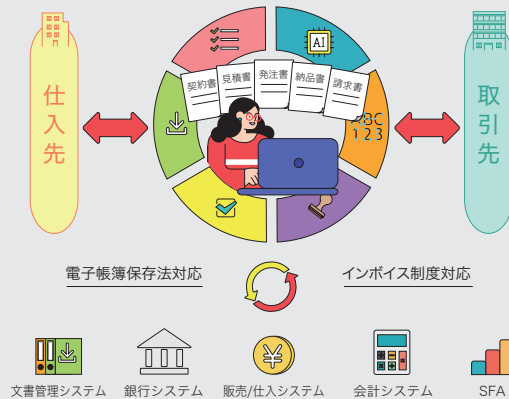 仕入先
AI
契約書
見積書
発注書
納品書
請求書
ABC
123
取引先
電子帳簿保存法対応
インボイス制度対応
¥
文書管理システム
銀行システム
販売/仕入システム
会計システム
SFA